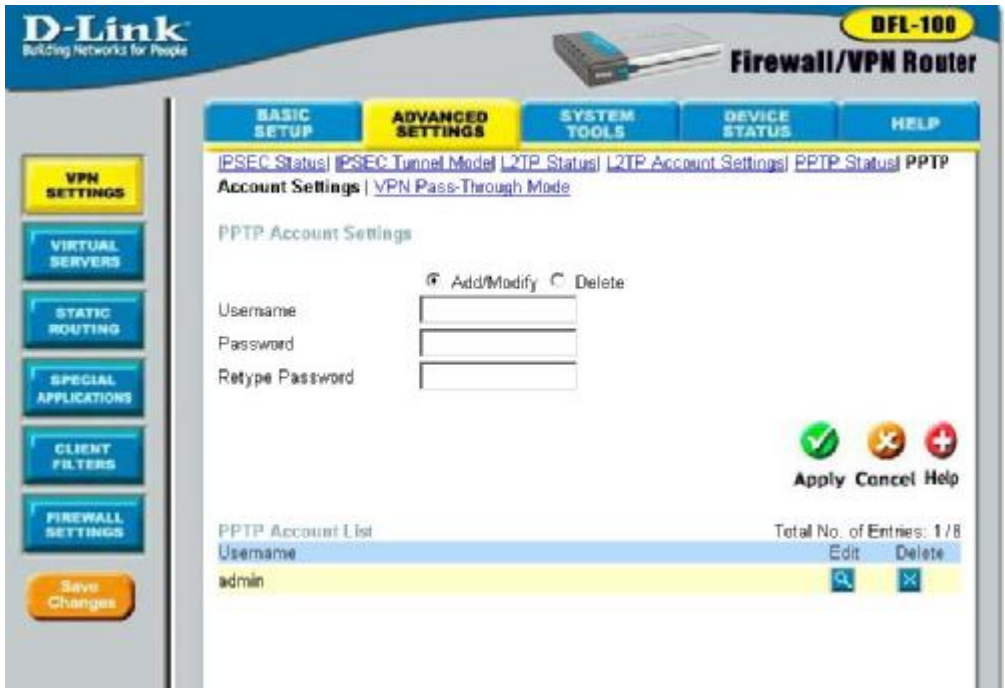 D-Link
Building Networks for People
DFL-100
Firewall/VPN Router
BASIC SETUP
ADVANCED SETTINGS
SYSTEM TOOLS
DEVICE STATUS
HELP
VPN SETTINGS
VIRTUAL SERVERS
STATIC ROUTING
SPECIAL APPLICATIONS
CLIENT FILTERS
FIREWALL SETTINGS
Save Changes
IPSEC Status| IPSEC Tunnel Mode| L2TP Status| L2TP Account Settings| PPTP Status| PPTP
Account Settings | VPN Pass-Through Mode
PPTP Account Settings
Add/Modify Delete
Username
Password
Retype Password
Apply Cancel Help
PPTP Account List Total No. of Entries: 1/8
Username Edit Delete
admin